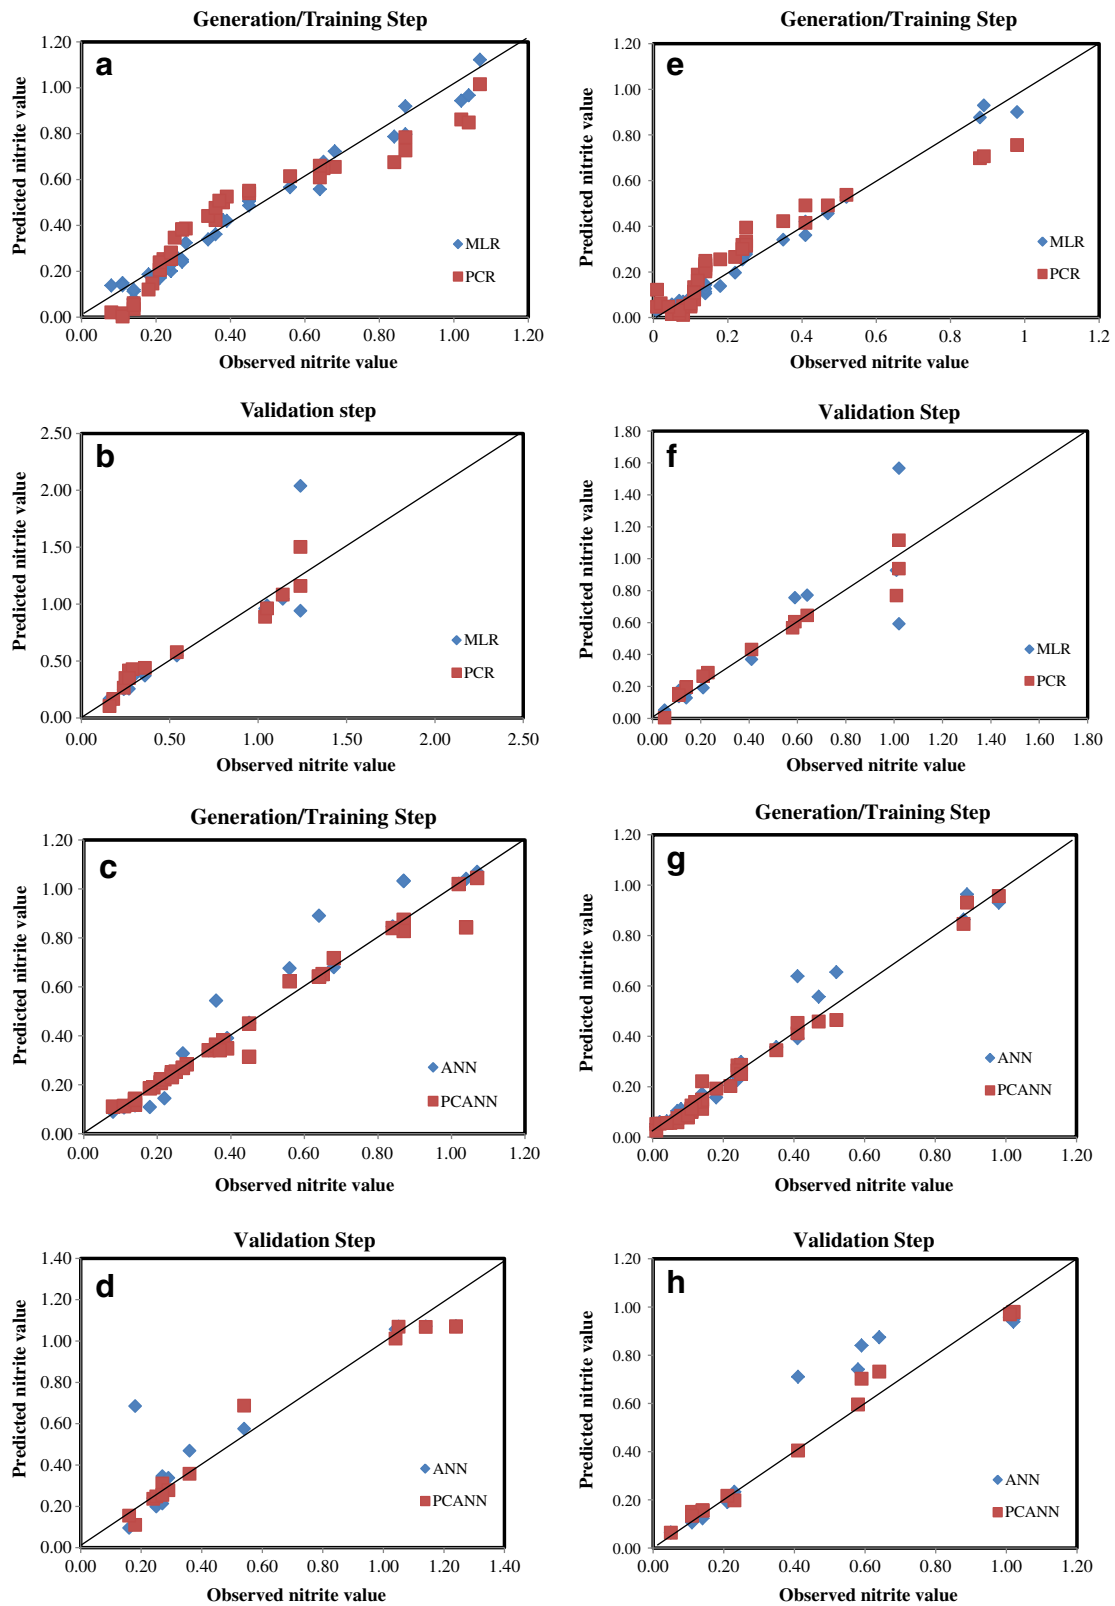 Generation/Training Step
a
Predicted nitrite value
1.20
1.00
0.80
0.60
0.40
0.20
0.00
0.00 0.20 0.40 0.60 0.80 1.00 1.20
Observed nitrite value
MLR
PCR
Generation/Training Step
e
Predicted nitrite value
1.20
1.00
0.80
0.60
0.40
0.20
0.00
0 0.2 0.4 0.6 0.8 1 1.2
Observed nitrite value
MLR
PCR
Validation step
b
Predicted nitrite value
2.50
2.00
1.50
1.00
0.50
0.00
0.00 0.50 1.00 1.50 2.00 2.50
Observed nitrite value
MLR
PCR
Validation Step
f
Predicted nitrite value
1.80
1.60
1.40
1.20
1.00
0.80
0.60
0.40
0.20
0.00
0.00 0.20 0.40 0.60 0.80 1.00 1.20 1.40 1.60 1.80
Observed nitrite value
MLR
PCR
Generation/Training Step
c
Predicted nitrite value
1.20
1.00
0.80
0.60
0.40
0.20
0.00
0.00 0.20 0.40 0.60 0.80 1.00 1.20
Observed nitrite value
ANN
PCANN
Generation/Training Step
g
Predicted nitrite value
1.20
1.00
0.80
0.60
0.40
0.20
0.00
0.00 0.20 0.40 0.60 0.80 1.00 1.20
Observed nitrite value
ANN
PCANN
Validation Step
d
Predicted nitrite value
1.40
1.20
1.00
0.80
0.60
0.40
0.20
0.00
0.00 0.20 0.40 0.60 0.80 1.00 1.20 1.40
Observed nitrite value
ANN
PCANN
Validation Step
h
Predicted nitrite value
1.20
1.00
0.80
0.60
0.40
0.20
0.00
0.00 0.20 0.40 0.60 0.80 1.00 1.20
Observed nitrite value
ANN
PCANN